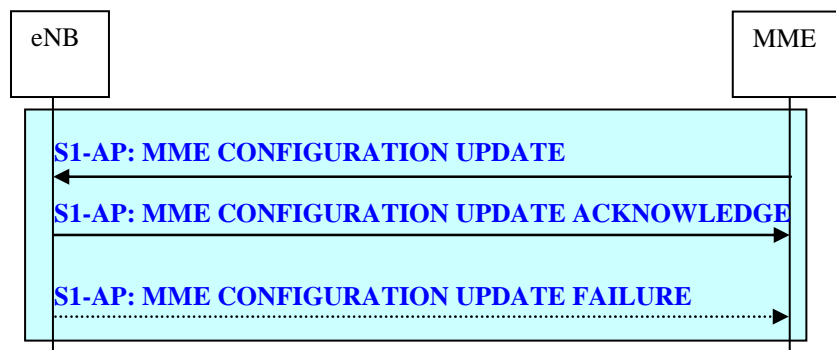 eNB
MME
S1-AP: MME CONFIGURATION UPDATE
S1-AP: MME CONFIGURATION UPDATE ACKNOWLEDGE
S1-AP: MME CONFIGURATION UPDATE FAILURE